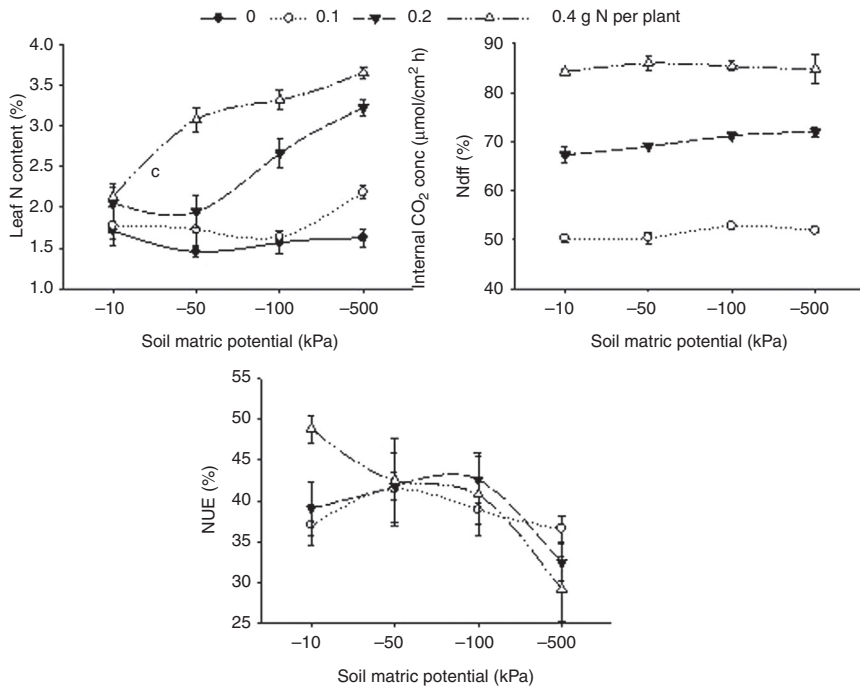 0 0.1 0.2 0.4 g N per plant
Leaf N content (%)
4.0
3.5
3.0
2.5
2.0
1.5
1.0
c
–10 –50 –100 –500
Soil matric potential (kPa)
Internal CO₂ conc (μmol/cm² h)
Ndff (%)
90
80
70
60
50
40
–10 –50 –100 –500
Soil matric potential (kPa)
NUE (%)
55
50
45
40
35
30
25
–10 –50 –100 –500
Soil matric potential (kPa)